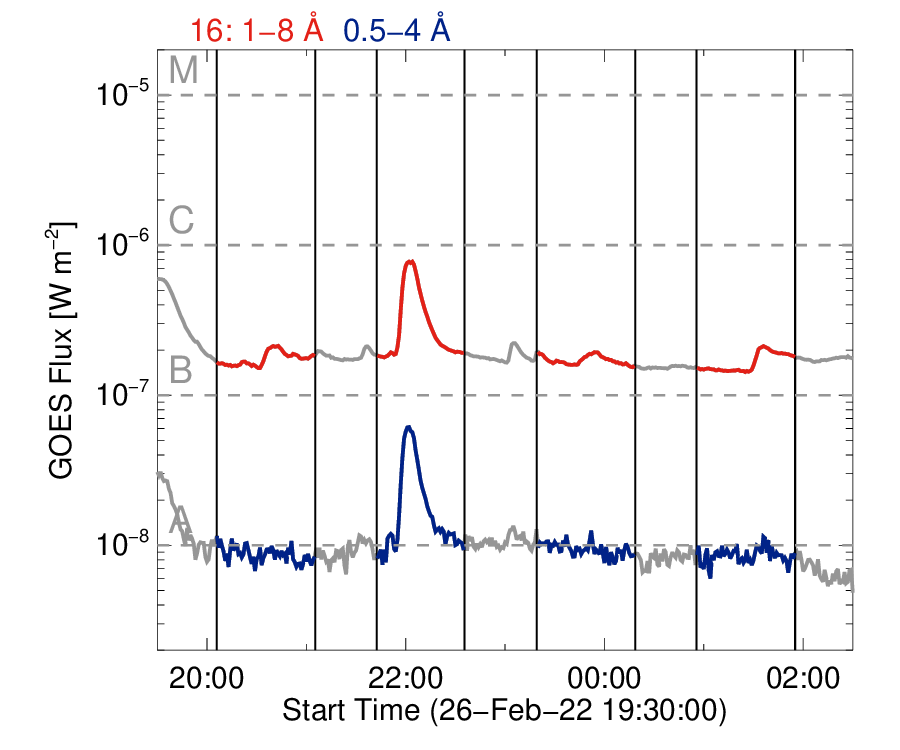 16: 1−8 Å 0.5−4 Å
M
10⁻⁵
C
10⁻⁶
B
10⁻⁷
A
10⁻⁸
GOES Flux [W m⁻²]
20:00 22:00 00:00 02:00
Start Time (26−Feb−22 19:30:00)